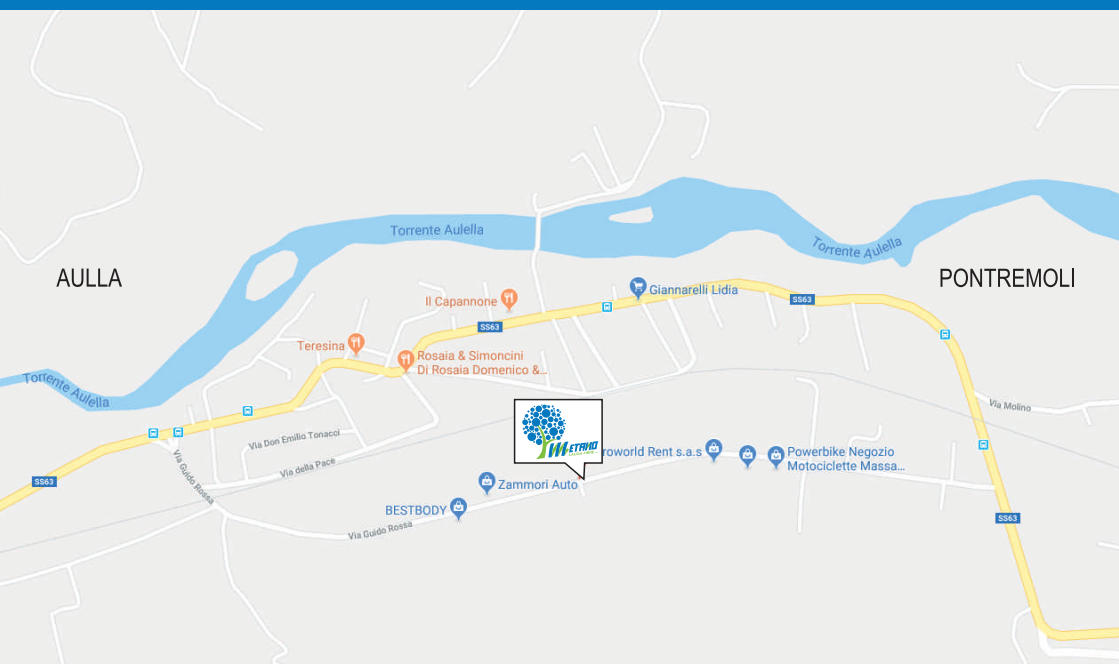 Torrente Aulella
Torrente Aulella
AULLA
PONTREMOLI
Giannarelli Lidia
Il Capannone
SS63
SS63
Teresina
Rosaia & Simoncini
Di Rosaia Domenico &...
Torrente Aulella
Via Molino
METANO
Via Don Emilio Tonacci
roworld Rent s.a.s
Powerbike Negozio
Motociclette Massa...
Via della Pace
Via Guido Rossa
SS63
Zammori Auto
BESTBODY
SS63
Via Guido Rossa